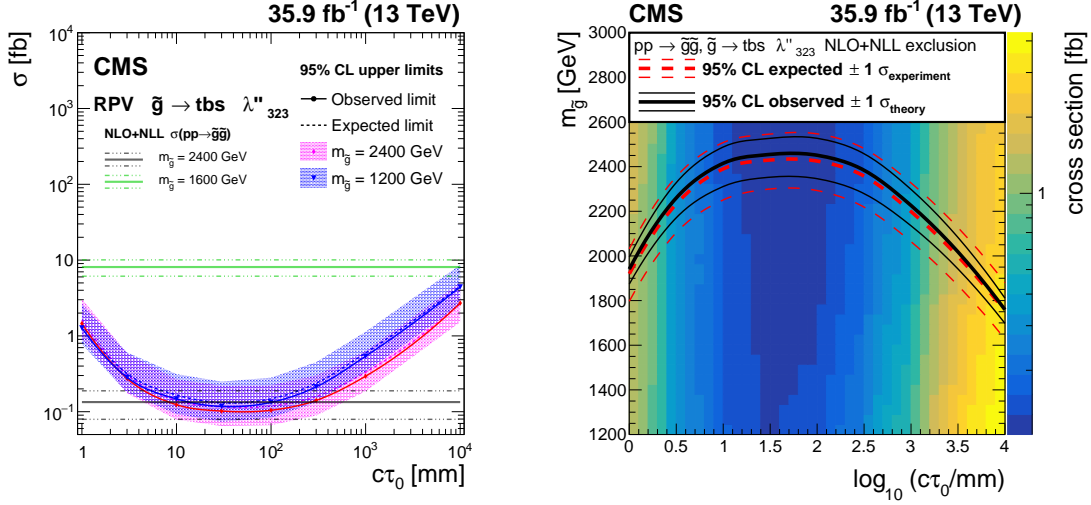 35.9 fb⁻¹ (13 TeV)
σ [fb]
CMS
95% CL upper limits
RPV g̃ → tbs λ''₃₂₃
Observed limit
Expected limit
NLO+NLL σ(pp→g̃g̃)
m_g̃ = 2400 GeV
m_g̃ = 1600 GeV
m_g̃ = 2400 GeV
m_g̃ = 1200 GeV
10⁴
10³
10²
10
1
10⁻¹
1 10 10² 10³ 10⁴
cτ₀ [mm]
CMS 35.9 fb⁻¹ (13 TeV)
pp → g̃g̃, g̃ → tbs λ''₃₂₃ NLO+NLL exclusion
95% CL expected ± 1 σ_experiment
95% CL observed ± 1 σ_theory
m_g̃ [GeV]
3000
2800
2600
2400
2200
2000
1800
1600
1400
1200
0 0.5 1 1.5 2 2.5 3 3.5 4
log₁₀ (cτ₀/mm)
1
cross section [fb]